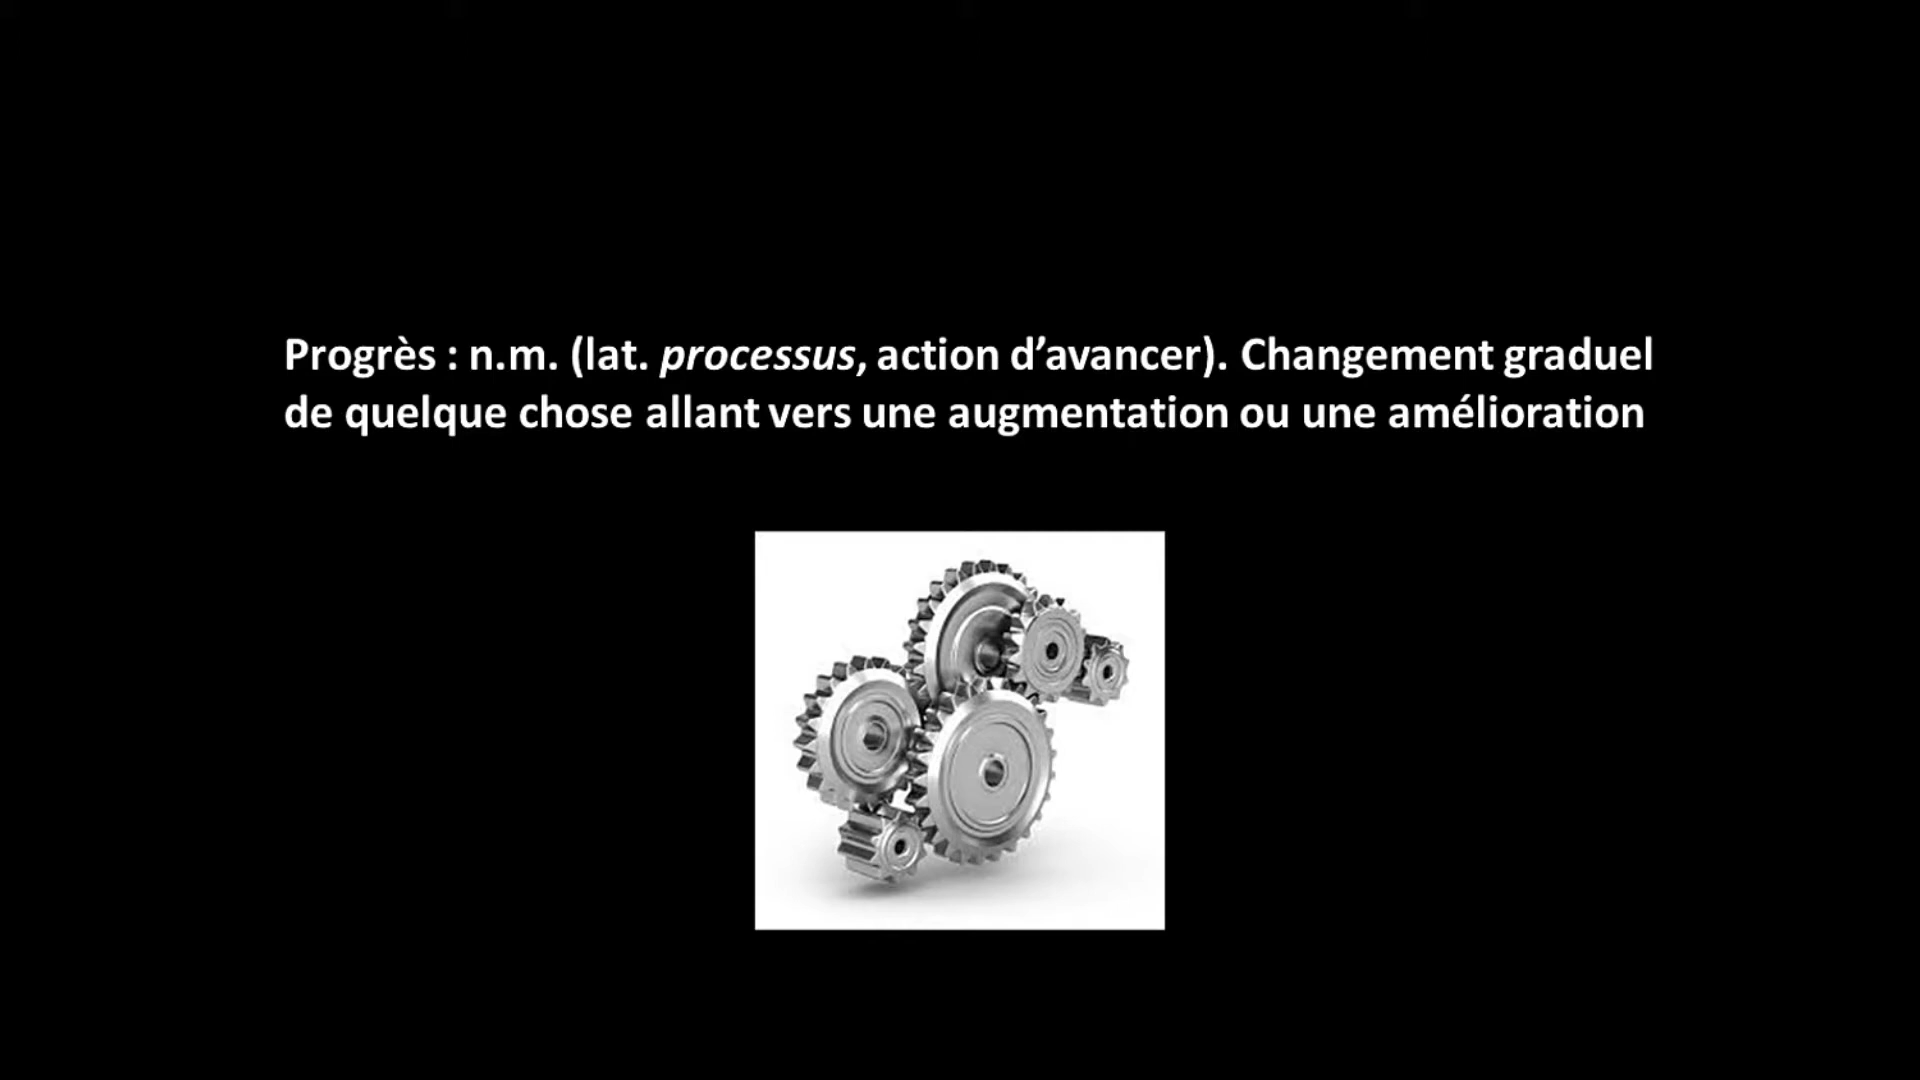 Progrès : n.m. (lat. processus, action d’avancer). Changement graduel
de quelque chose allant vers une augmentation ou une amélioration